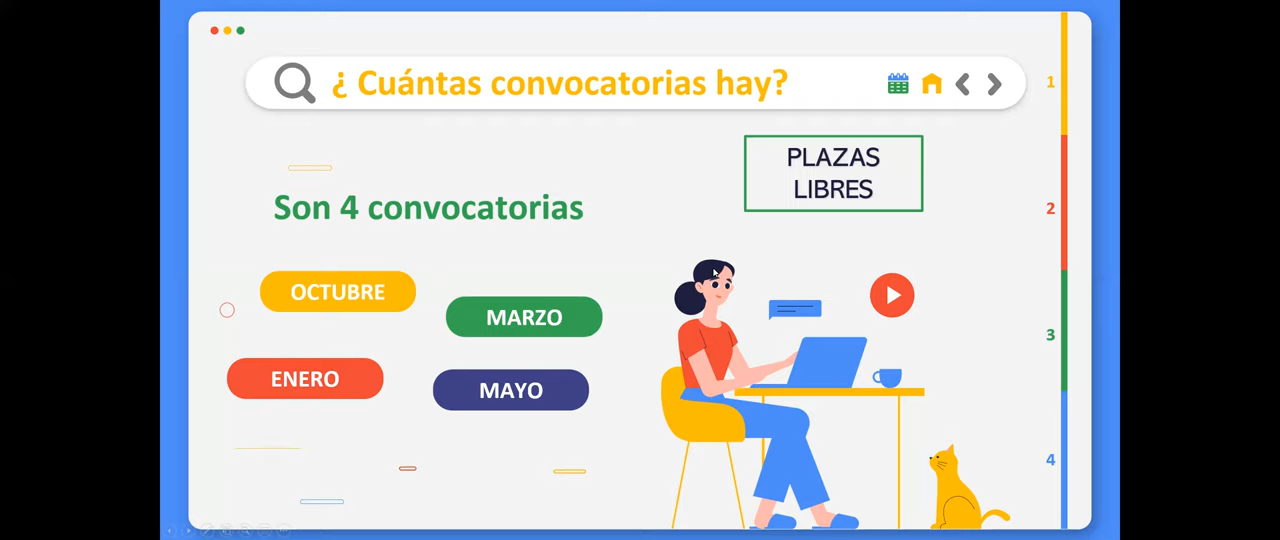 ¿ Cuántas convocatorias hay?
1
PLAZAS
LIBRES
Son 4 convocatorias
2
OCTUBRE
MARZO
3
ENERO
MAYO
4